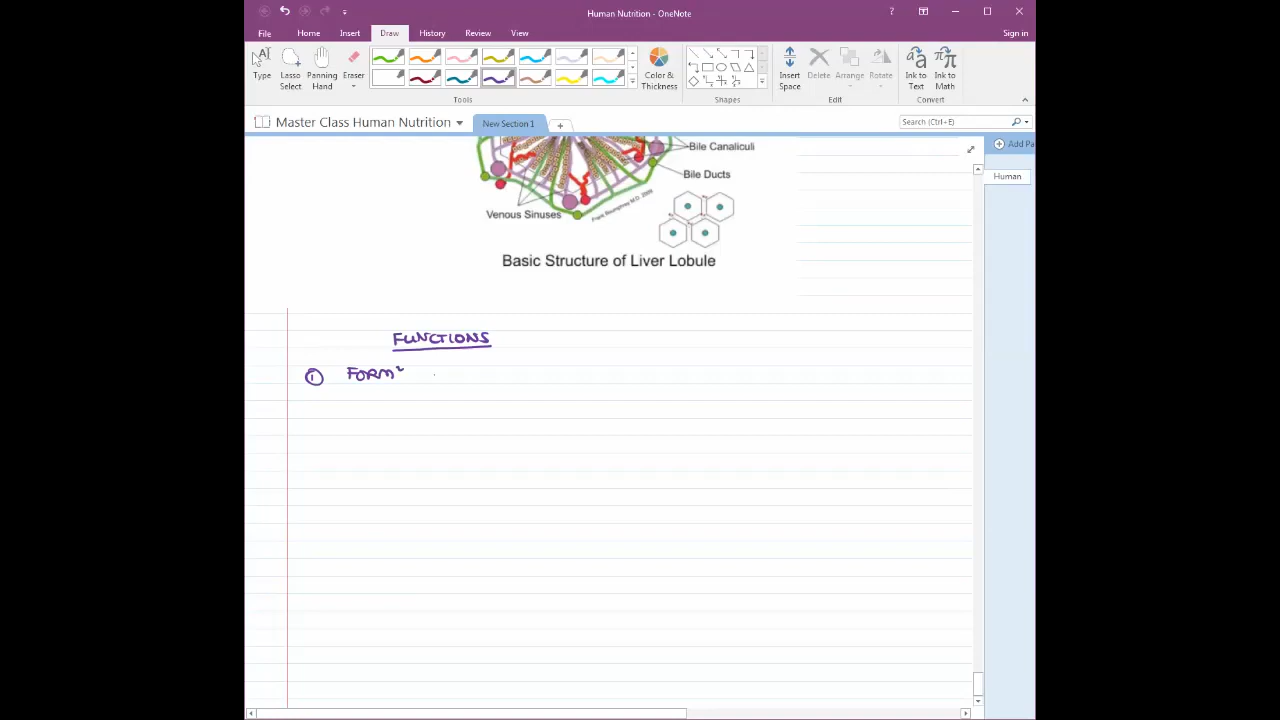 Human Nutrition - OneNote
File Home Insert Draw History Review View Sign in
Type Lasso Select Panning Hand Eraser Color & Thickness Insert Space Delete Arrange Rotate Ink to Text Ink to Math
Tools Shapes Edit Convert
Master Class Human Nutrition New Section 1 Search (Ctrl+E)
Add Pa
Human
Bile Canaliculi
Bile Ducts
Venous Sinuses
Frank Boumphrey M.D. 2009
Basic Structure of Liver Lobule
FUNCTIONS
① FORMⁿ